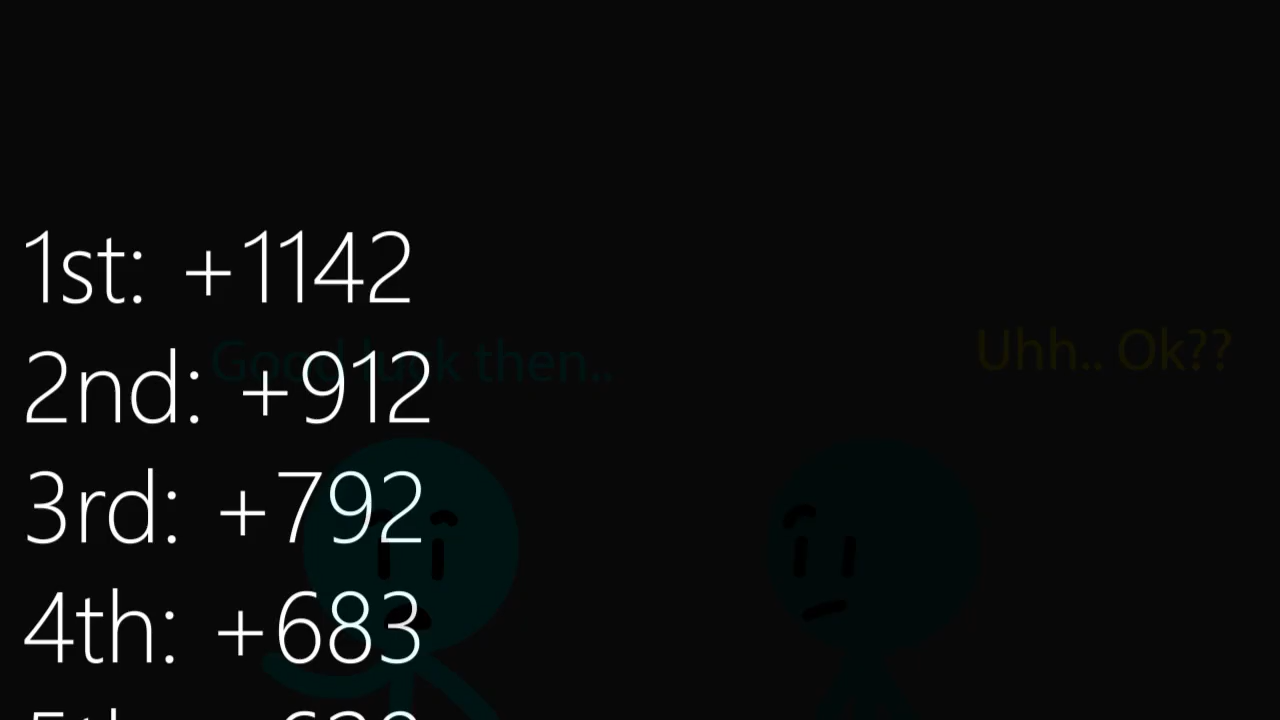 1st: +1142
Good luck then..
Uhh.. Ok??
2nd: +912
3rd: +792
4th: +683